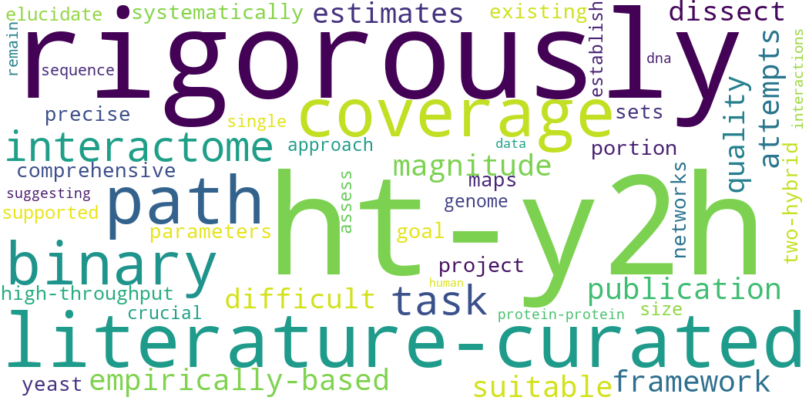 elucidate
systematically
estimates
existing
dissect
remain
rigorously
establish
sequence
dna
precise
single
coverage
sets
attempts
interactions
interactome
approach
data
portion
quality
comprehensive
magnitude
maps
suggesting
path
assess
ht-y2h
genome
networks
two-hybrid
supported
parameters
goal
binary
project
high-throughput
difficult
task
human
publication
crucial
protein-protein
size
literature-curated
yeast
empirically-based
suitable
framework